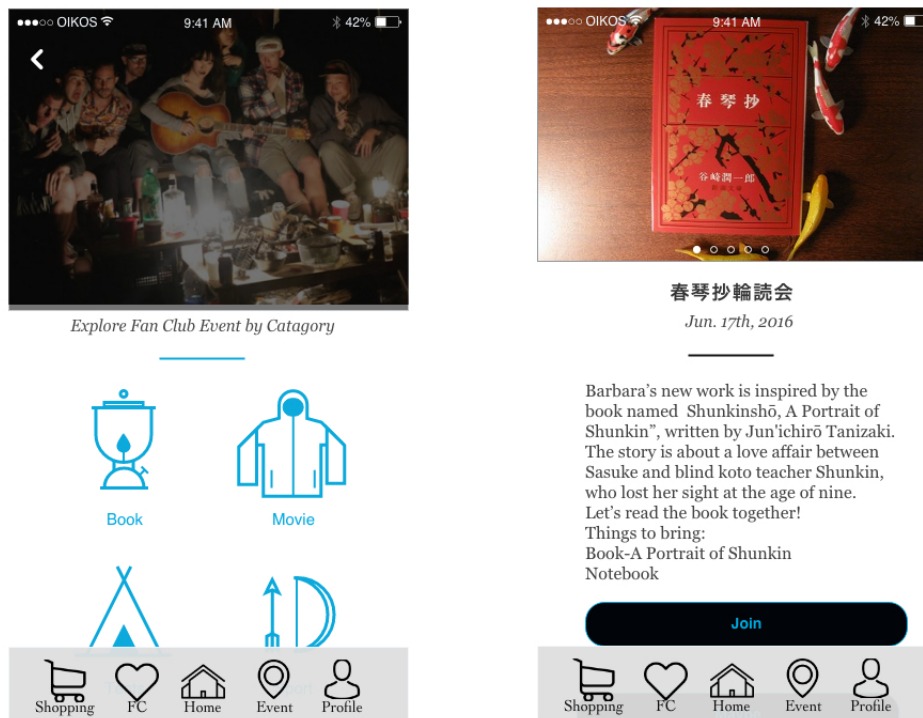 OIKOS 9:41 AM 42%
Explore Fan Club Event by Catagory
Book Movie
Shopping FC Home Event Profile
OIKOS 9:41 AM 42%
春琴抄
谷崎潤一郎
新潮文庫
春琴抄輪読会
Jun. 17th, 2016
Barbara's new work is inspired by the
book named Shunkinshō, A Portrait of
Shunkin”, written by Jun'ichirō Tanizaki.
The story is about a love affair between
Sasuke and blind koto teacher Shunkin,
who lost her sight at the age of nine.
Let's read the book together!
Things to bring:
Book-A Portrait of Shunkin
Notebook
Join
Shopping FC Home Event Profile